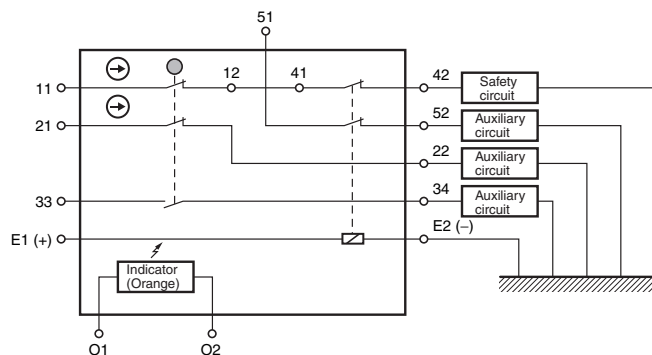 51
11
12
41
42
Safety
circuit
21
52
Auxiliary
circuit
22
Auxiliary
circuit
33
34
Auxiliary
circuit
E1 (+)
E2 (−)
Indicator
(Orange)
O1
O2